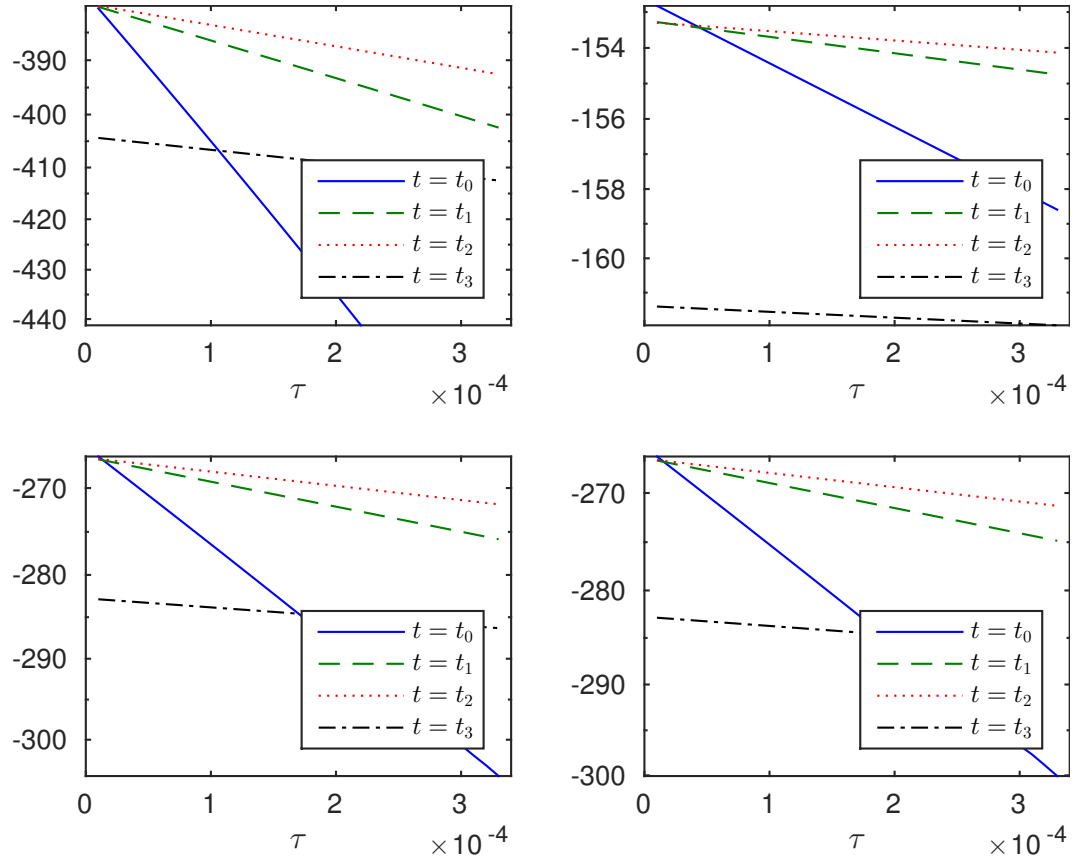 -390
-400
-410
-420
-430
-440
0 1 2 3
τ
×10⁻⁴
t = t₀
t = t₁
t = t₂
t = t₃
-154
-156
-158
-160
0 1 2 3
τ
×10⁻⁴
t = t₀
t = t₁
t = t₂
t = t₃
-270
-280
-290
-300
0 1 2 3
τ
×10⁻⁴
t = t₀
t = t₁
t = t₂
t = t₃
-270
-280
-290
-300
0 1 2 3
τ
×10⁻⁴
t = t₀
t = t₁
t = t₂
t = t₃